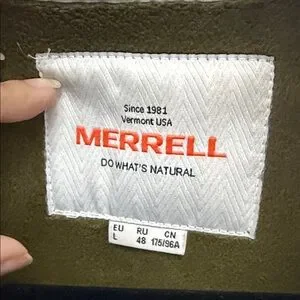 Since 1981
Vermont USA
MERRELL
DO WHAT'S NATURAL
EU RU CN
L 48 175/96A